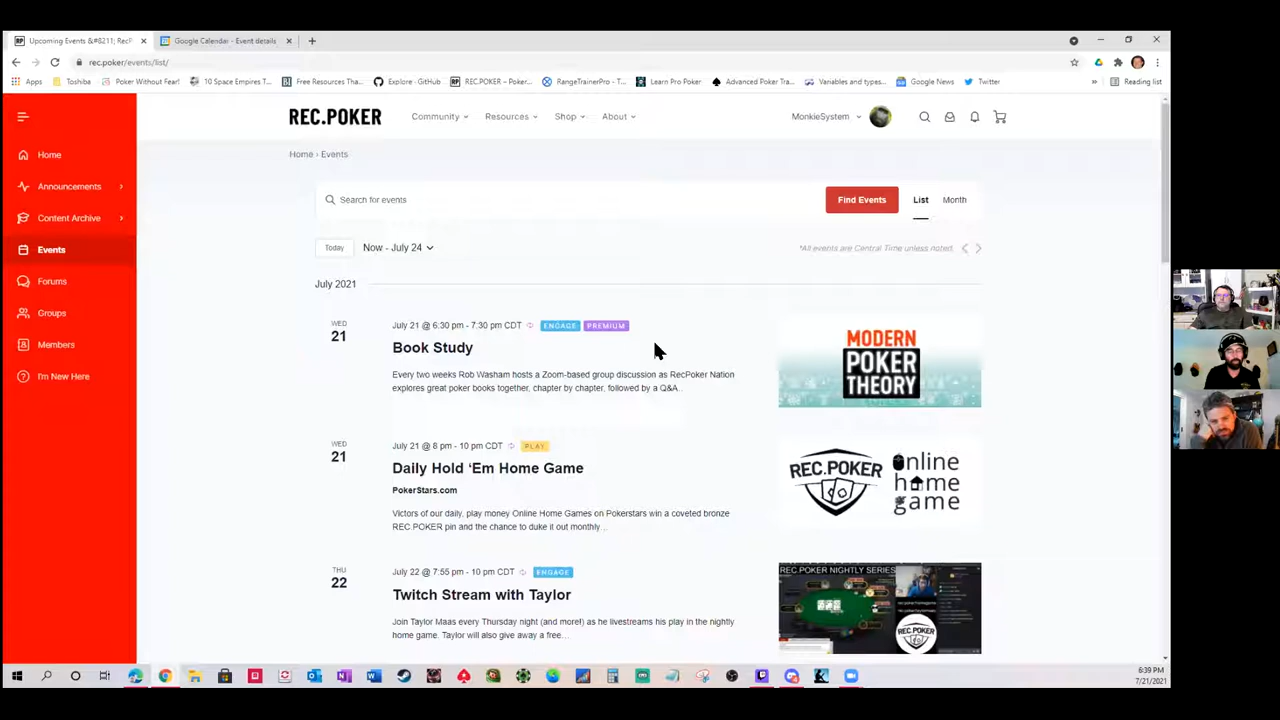 Upcoming Events &#8211; RecP
Google Calendar - Event details
rec.poker/events/list/
Apps
Toshiba
Poker Without Fear!
10 Space Empires T...
Free Resources Tha...
Explore · GitHub
REC.POKER – Poker...
RangeTrainerPro - T...
Learn Pro Poker
Advanced Poker Tra...
Variables and types...
Google News
Twitter
»
Reading list
REC.POKER
Community
Resources
Shop
About
MonkieSystem
Home
Announcements
Content Archive
Events
Forums
Groups
Members
I'm New Here
Home › Events
Search for events
Find Events
List
Month
Today
Now - July 24
*All events are Central Time unless noted.
July 2021
WED
21
July 21 @ 6:30 pm - 7:30 pm CDT
ENGAGE
PREMIUM
Book Study
Every two weeks Rob Washam hosts a Zoom-based group discussion as RecPoker Nation
explores great poker books together, chapter by chapter, followed by a Q&A..
MODERN
POKER
THEORY
WED
21
July 21 @ 8 pm - 10 pm CDT
PLAY
Daily Hold ‘Em Home Game
PokerStars.com
Victors of our daily, play money Online Home Games on Pokerstars win a coveted bronze
REC.POKER pin and the chance to duke it out monthly...
REC.POKER
online
home
game
THU
22
July 22 @ 7:55 pm - 10 pm CDT
ENGAGE
Twitch Stream with Taylor
Join Taylor Maas every Thursday night (and more!) as he livestreams his play in the nightly
home game. Taylor will also give away a free...
REC POKER NIGHTLY SERIES
REC.POKER
6:39 PM
7/21/2021